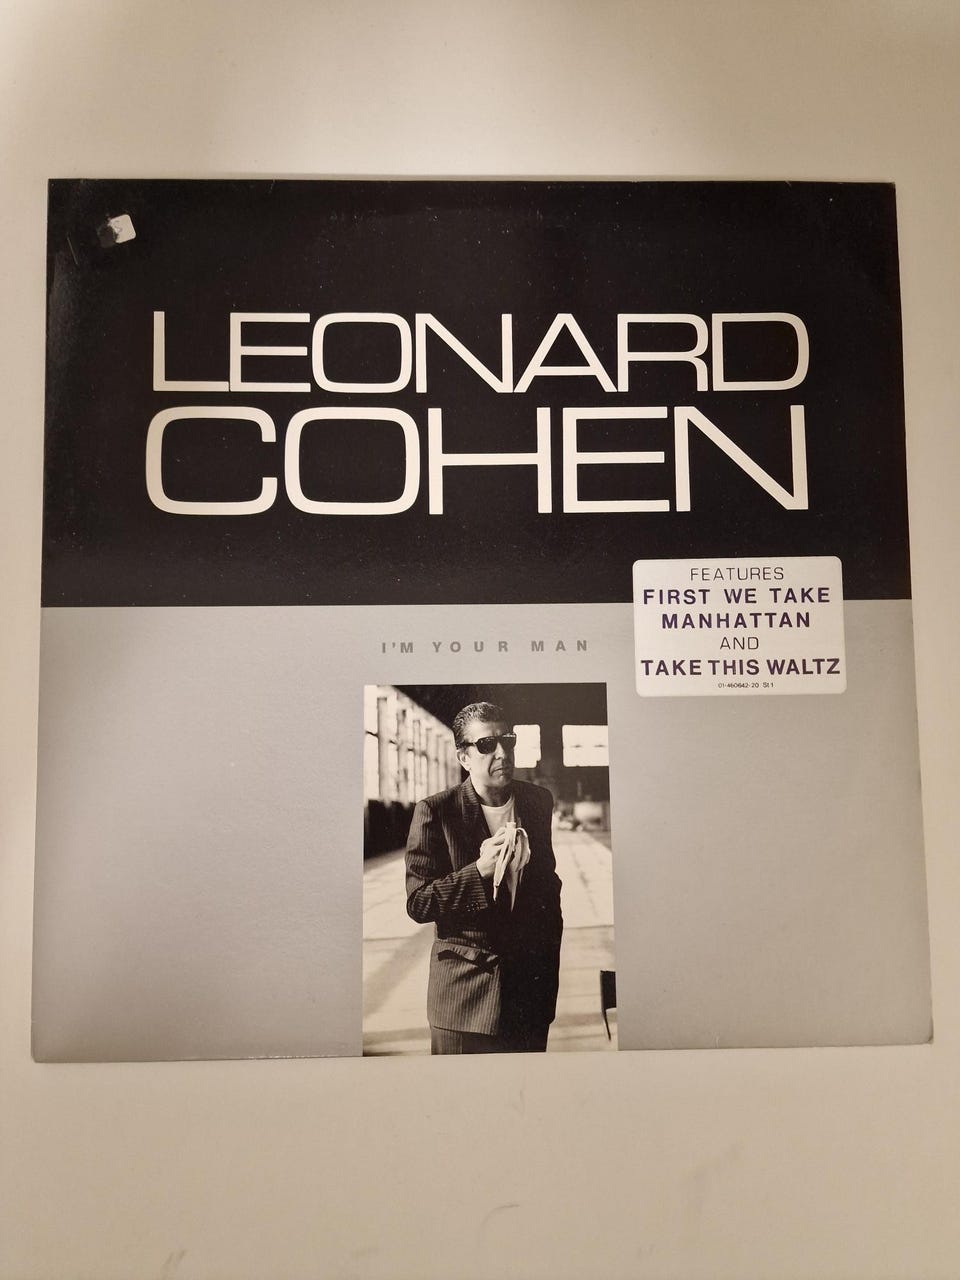 LEONARD
COHEN
FEATURES
FIRST WE TAKE
MANHATTAN
AND
TAKE THIS WALTZ
01-460642-20 St 1
I'M YOUR MAN